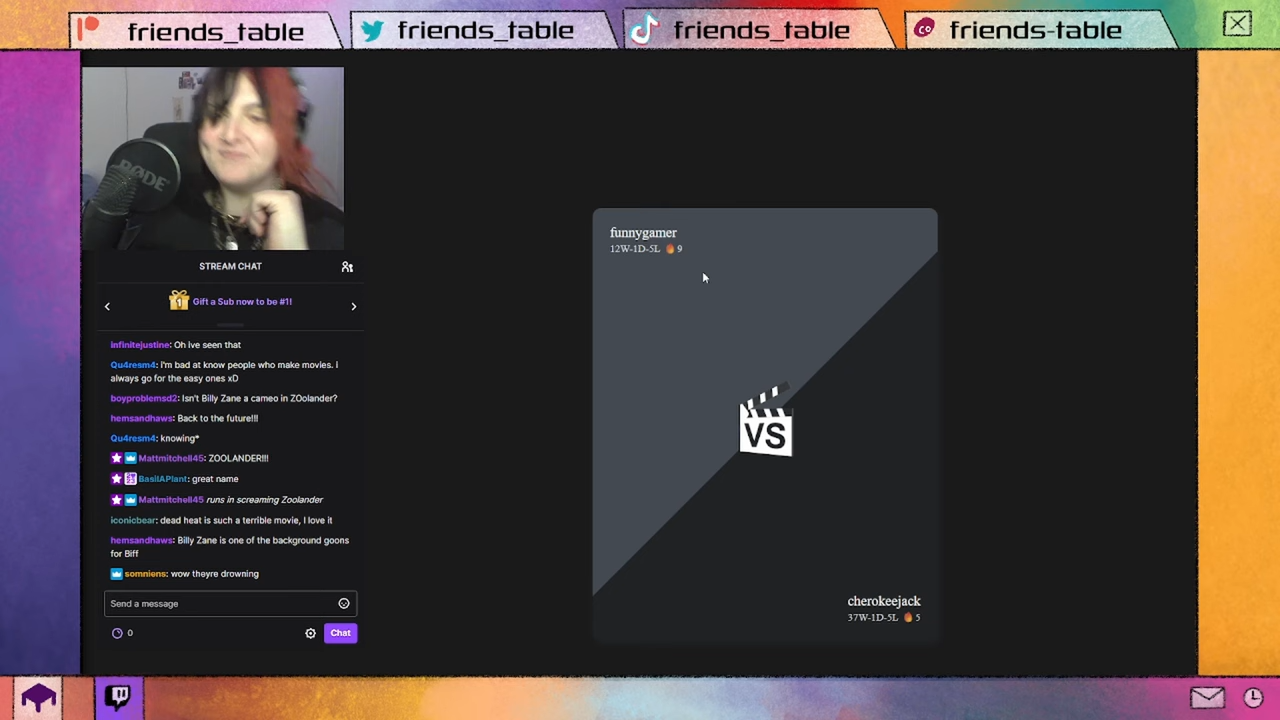 friends_table
friends_table
friends_table
friends-table
RØDE
STREAM CHAT
1
Gift a Sub now to be #1!
infinitejustine: Oh Ive seen that
Qu4resm4: I'm bad at know people who make movies. i
always go for the easy ones xD
boyproblemsd2: Isn't Billy Zane a cameo in ZOolander?
hemsandhaws: Back to the future!!!
Qu4resm4: knowing*
Mattmitchell45: ZOOLANDER!!!
BasilAPlant: great name
Mattmitchell45 runs in screaming Zoolander
iconicbear: dead heat is such a terrible movie, I love it
hemsandhaws: Billy Zane is one of the background goons
for Biff
somniens: wow theyre drowning
Send a message
0
Chat
funnygamer
12W-1D-5L 9
VS
cherokeejack
37W-1D-5L 5